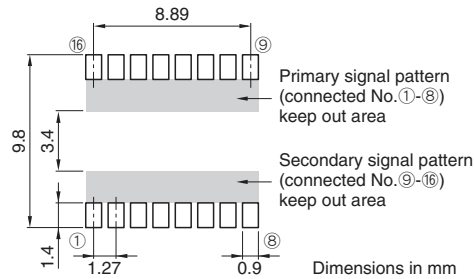 8.89
⑯ ⑨
Primary signal pattern
(connected No.①-⑧)
keep out area
9.8
3.4
Secondary signal pattern
(connected No.⑨-⑯)
keep out area
1.4
① ⑧
1.27 0.9 Dimensions in mm